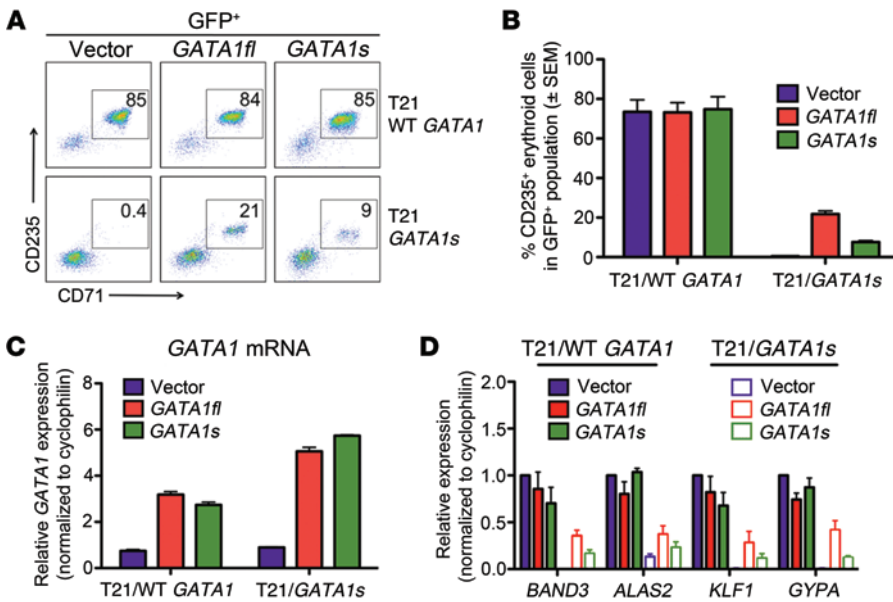 A
GFP+
Vector GATA1fl GATA1s
85 84 85
T21
WT GATA1
0.4 21 9
T21
GATA1s
CD235
CD71
B
% CD235+ erythroid cells
in GFP+ population (± SEM)
100
80
60
40
20
0
Vector
GATA1fl
GATA1s
T21/WT GATA1 T21/GATA1s
C
GATA1 mRNA
Relative GATA1 expression
(normalized to cyclophilin)
8
6
4
2
0
Vector
GATA1fl
GATA1s
T21/WT GATA1 T21/GATA1s
D
T21/WT GATA1 T21/GATA1s
Relative expression
(normalized to cyclophilin)
2.0
1.5
1.0
0.5
0
Vector Vector
GATA1fl GATA1fl
GATA1s GATA1s
BAND3 ALAS2 KLF1 GYPA